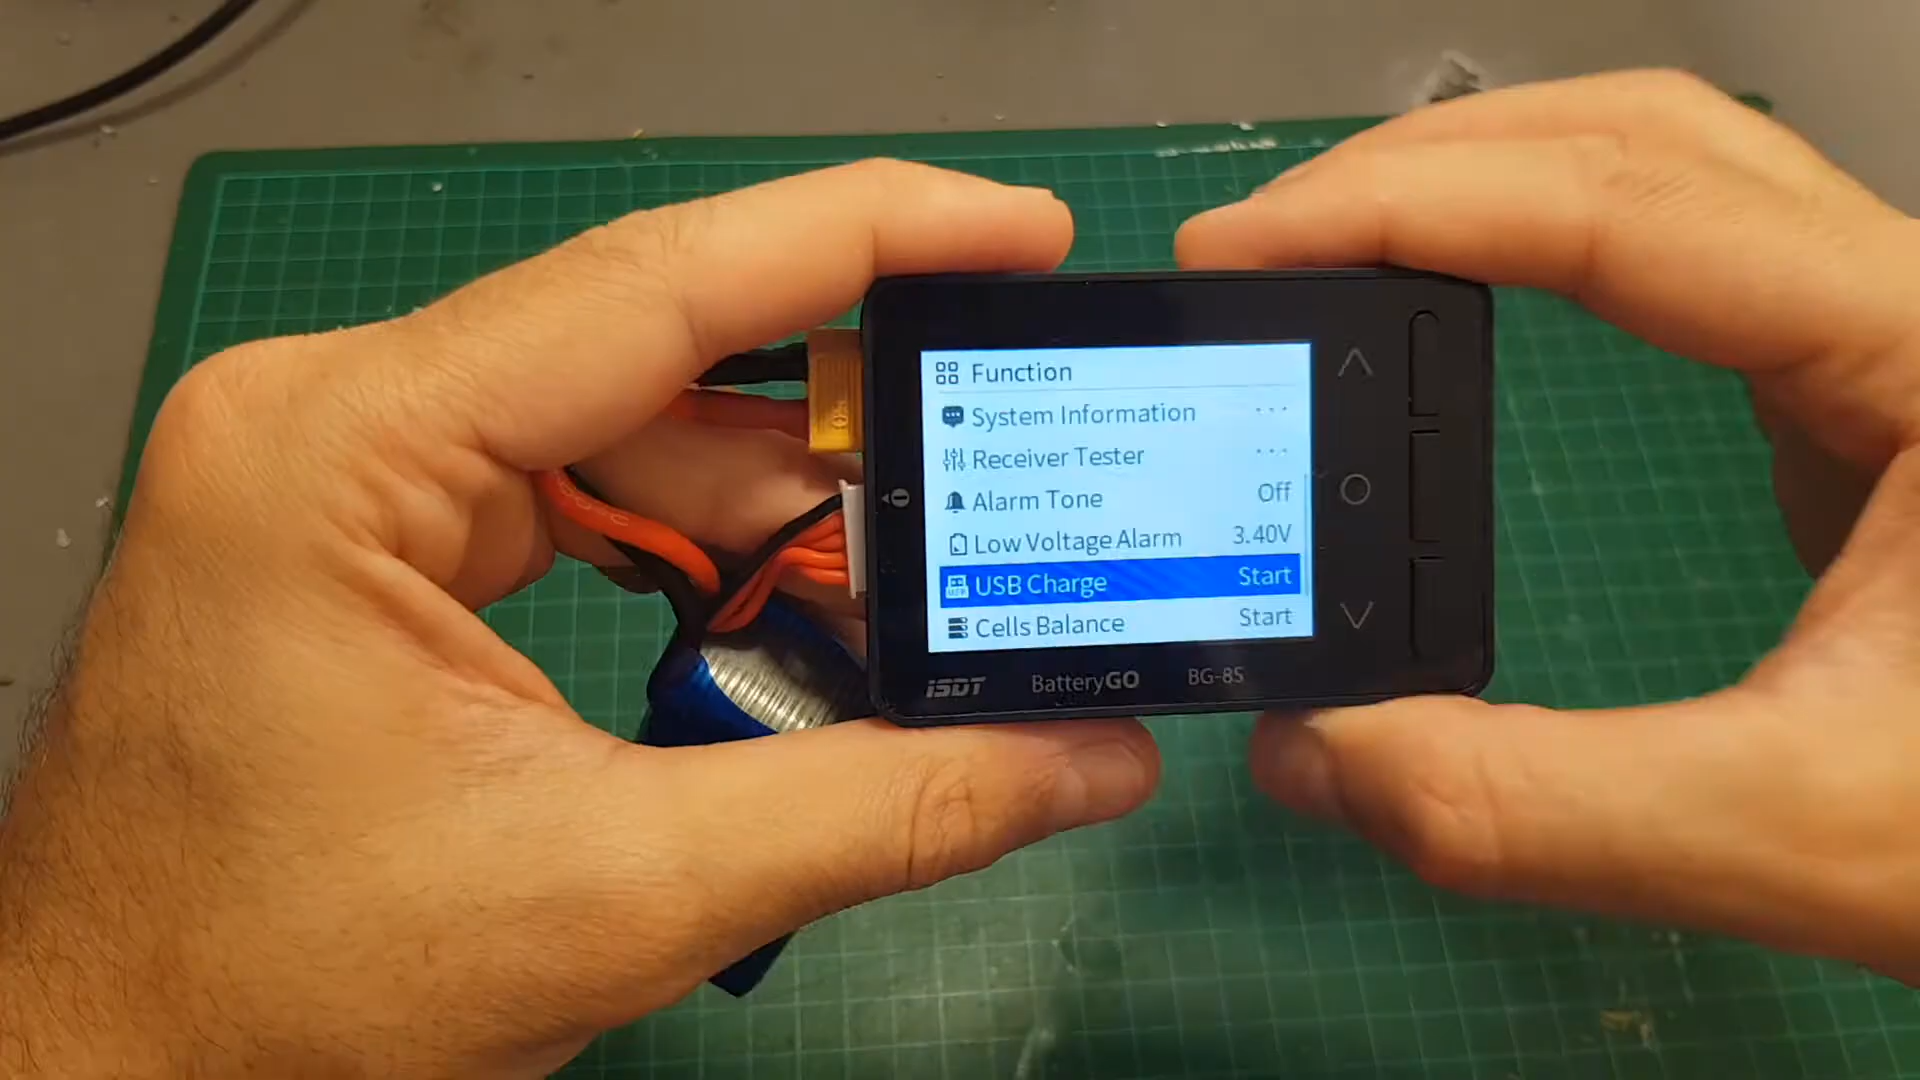 Function
System Information ...
Receiver Tester ...
Alarm Tone Off
Low Voltage Alarm 3.40V
USB Charge Start
Cells Balance Start
iSDT BatteryGO BG-8S